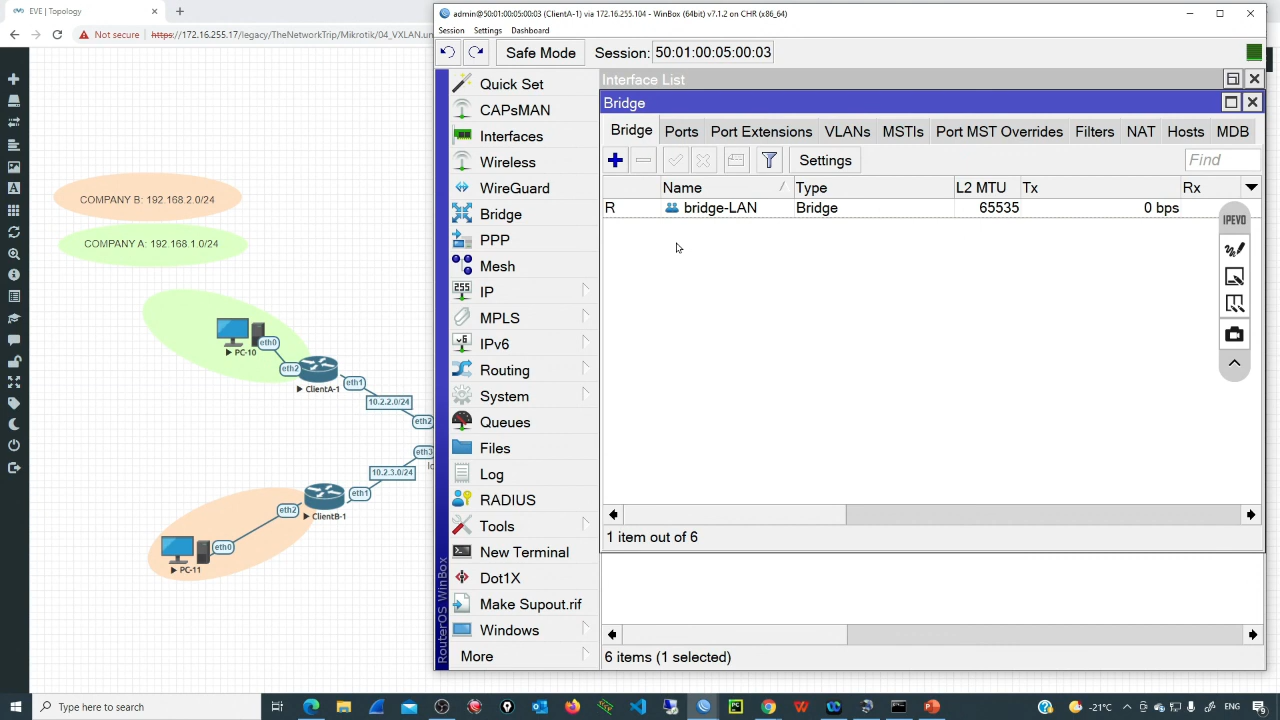 EVE | Topology
Not secure
https://172.16.255.17/legacy/TheNetworkTrip/Mikrotik/04_VXLAN.un
COMPANY B: 192.168.2.0/24
COMPANY A: 192.168.1.0/24
eth0
PC-10
eth2
ClientA-1
eth1
10.2.2.0/24
eth2
eth3
10.2.3.0/24
eth1
eth2
ClientB-1
eth0
PC-11
admin@50:01:00:05:00:03 (ClientA-1) via 172.16.255.104 - WinBox (64bit) v7.1.2 on CHR (x86_64)
Session Settings Dashboard
Safe Mode Session: 50:01:00:05:00:03
RouterOS WinBox
Quick Set
CAPsMAN
Interfaces
Wireless
WireGuard
Bridge
PPP
Mesh
IP
MPLS
IPv6
Routing
System
Queues
Files
Log
RADIUS
Tools
New Terminal
Dot1X
Make Supout.rif
Windows
More
Interface List
Bridge
Bridge Ports Port Extensions VLANs MSTIs Port MST Overrides Filters NAT Hosts MDB
Settings Find
Name Type L2 MTU Tx Rx
R bridge-LAN Bridge 65535 0 bps
1 item out of 6
6 items (1 selected)
IPEVO
Type here to search
-21°C
ENG